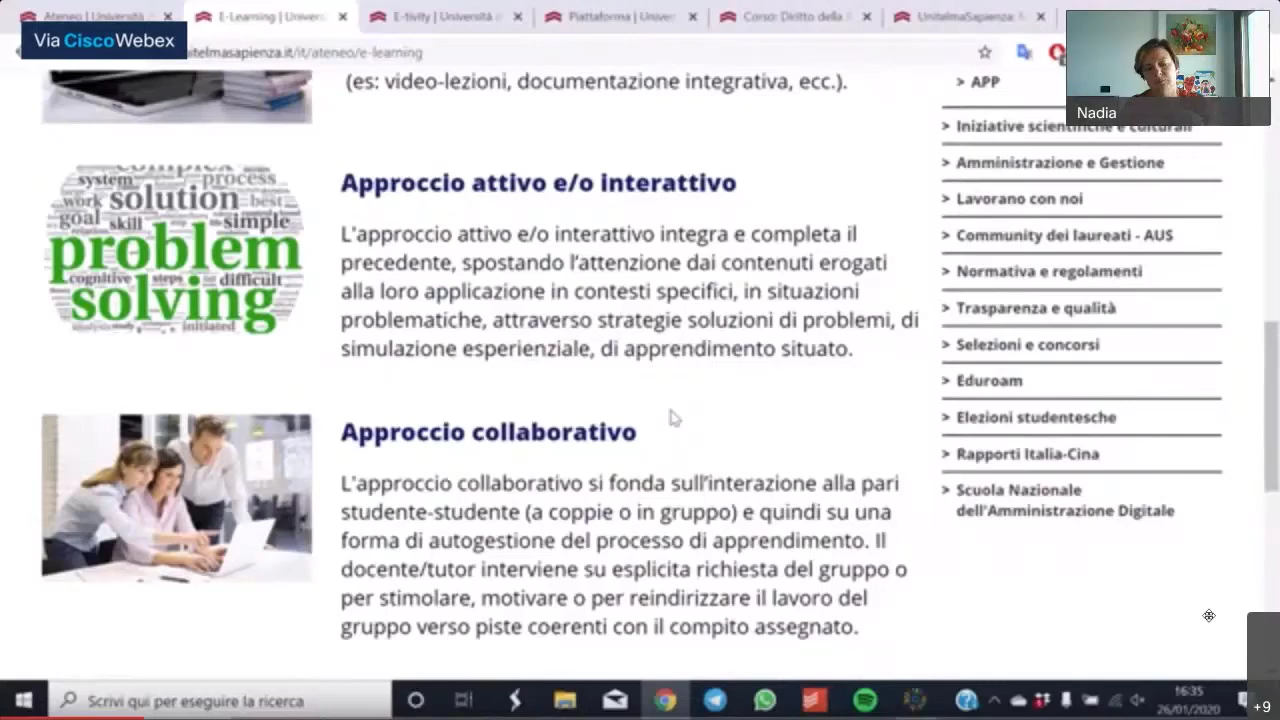 Ateneo | Univers
E-Learning | Univers
E-tivity | Università
Piattaforma | Univer
Corso: Diritto della
UnitelmaSapienza:
Via CiscoWebex
itelmasapienza.it/it/ateneo/e-learning
Nadia
(es: video-lezioni, documentazione integrativa, ecc.).
> APP
> Iniziative scientifiche e culturali
> Amministrazione e Gestione
> Lavorano con noi
> Community dei laureati - AUS
> Normativa e regolamenti
> Trasparenza e qualità
> Selezioni e concorsi
> Eduroam
> Elezioni studentesche
> Rapporti Italia-Cina
> Scuola Nazionale
dell'Amministrazione Digitale
complex
system process
work solution best
goal skill simple
problem
cognitive steps difficult
solving
initiated
Approccio attivo e/o interattivo
L'approccio attivo e/o interattivo integra e completa il
precedente, spostando l'attenzione dai contenuti erogati
alla loro applicazione in contesti specifici, in situazioni
problematiche, attraverso strategie soluzioni di problemi, di
simulazione esperienziale, di apprendimento situato.
Approccio collaborativo
L'approccio collaborativo si fonda sull'interazione alla pari
studente-studente (a coppie o in gruppo) e quindi su una
forma di autogestione del processo di apprendimento. Il
docente/tutor interviene su esplicita richiesta del gruppo o
per stimolare, motivare o per reindirizzare il lavoro del
gruppo verso piste coerenti con il compito assegnato.
Scrivi qui per eseguire la ricerca
16:35
26/01/2020
+9